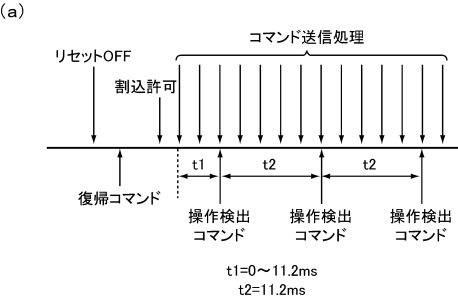 (a)
コマンド送信処理
リセットOFF
割込許可
t1
t2
t2
復帰コマンド
操作検出
コマンド
操作検出
コマンド
操作検出
コマンド
t1=0～11.2ms
t2=11.2ms